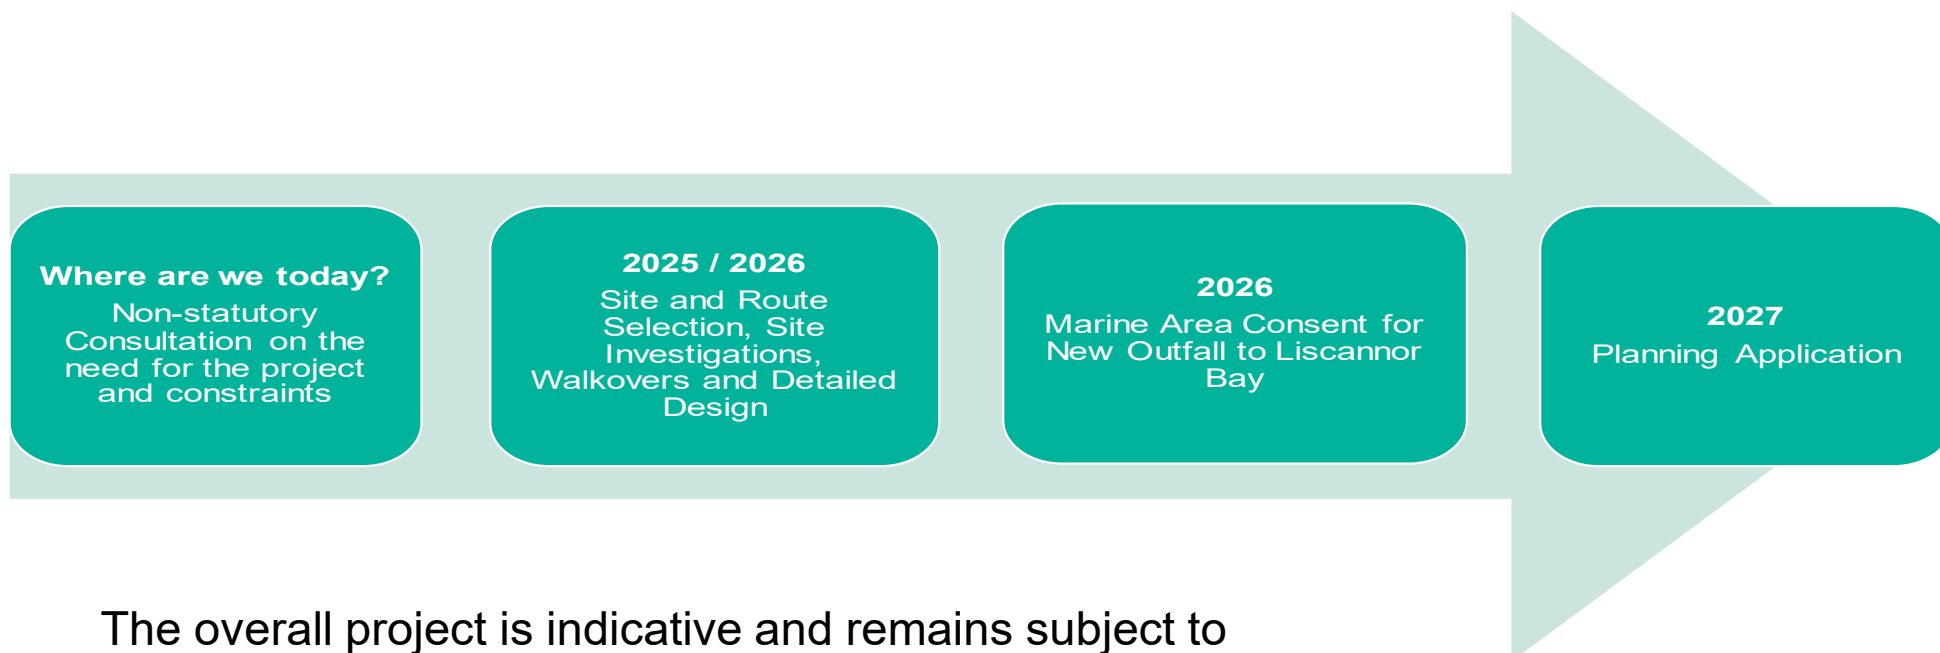 Where are we today?
Non-statutory
Consultation on the
need for the project
and constraints
2025 / 2026
Site and Route
Selection, Site
Investigations,
Walkovers and Detailed
Design
2026
Marine Area Consent for
New Outfall to Liscannor
Bay
2027
Planning Application
The overall project is indicative and remains subject to